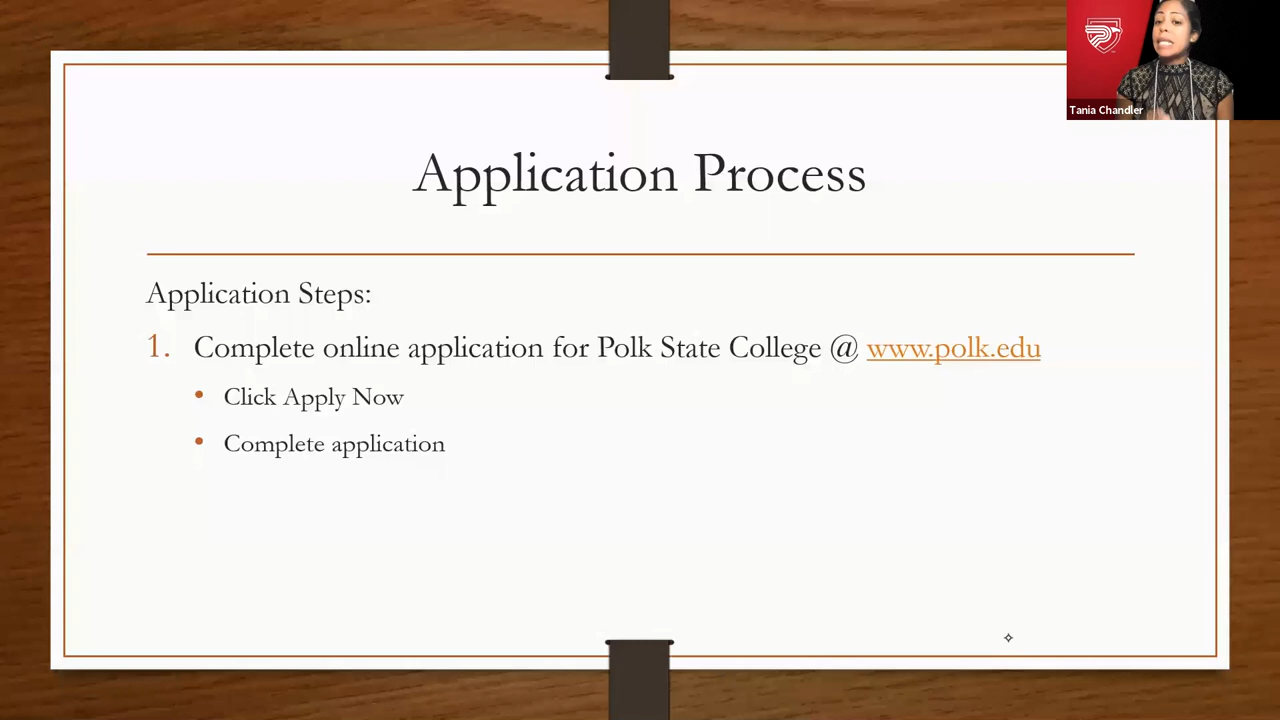 Tania Chandler
Application Process
Application Steps:
1. Complete online application for Polk State College @ www.polk.edu
• Click Apply Now
• Complete application